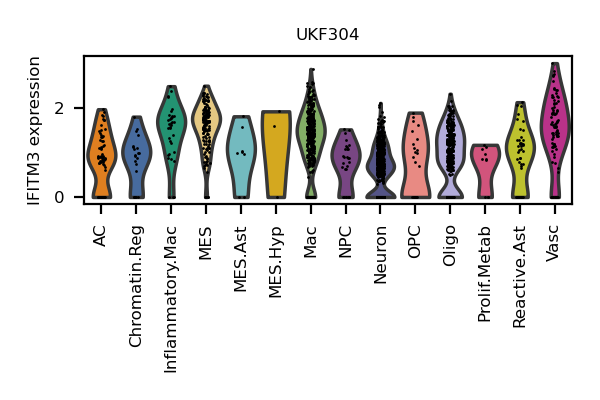 UKF304
IFITM3 expression
2
0
AC
Chromatin.Reg
Inflammatory.Mac
MES
MES.Ast
MES.Hyp
Mac
NPC
Neuron
OPC
Oligo
Prolif.Metab
Reactive.Ast
Vasc